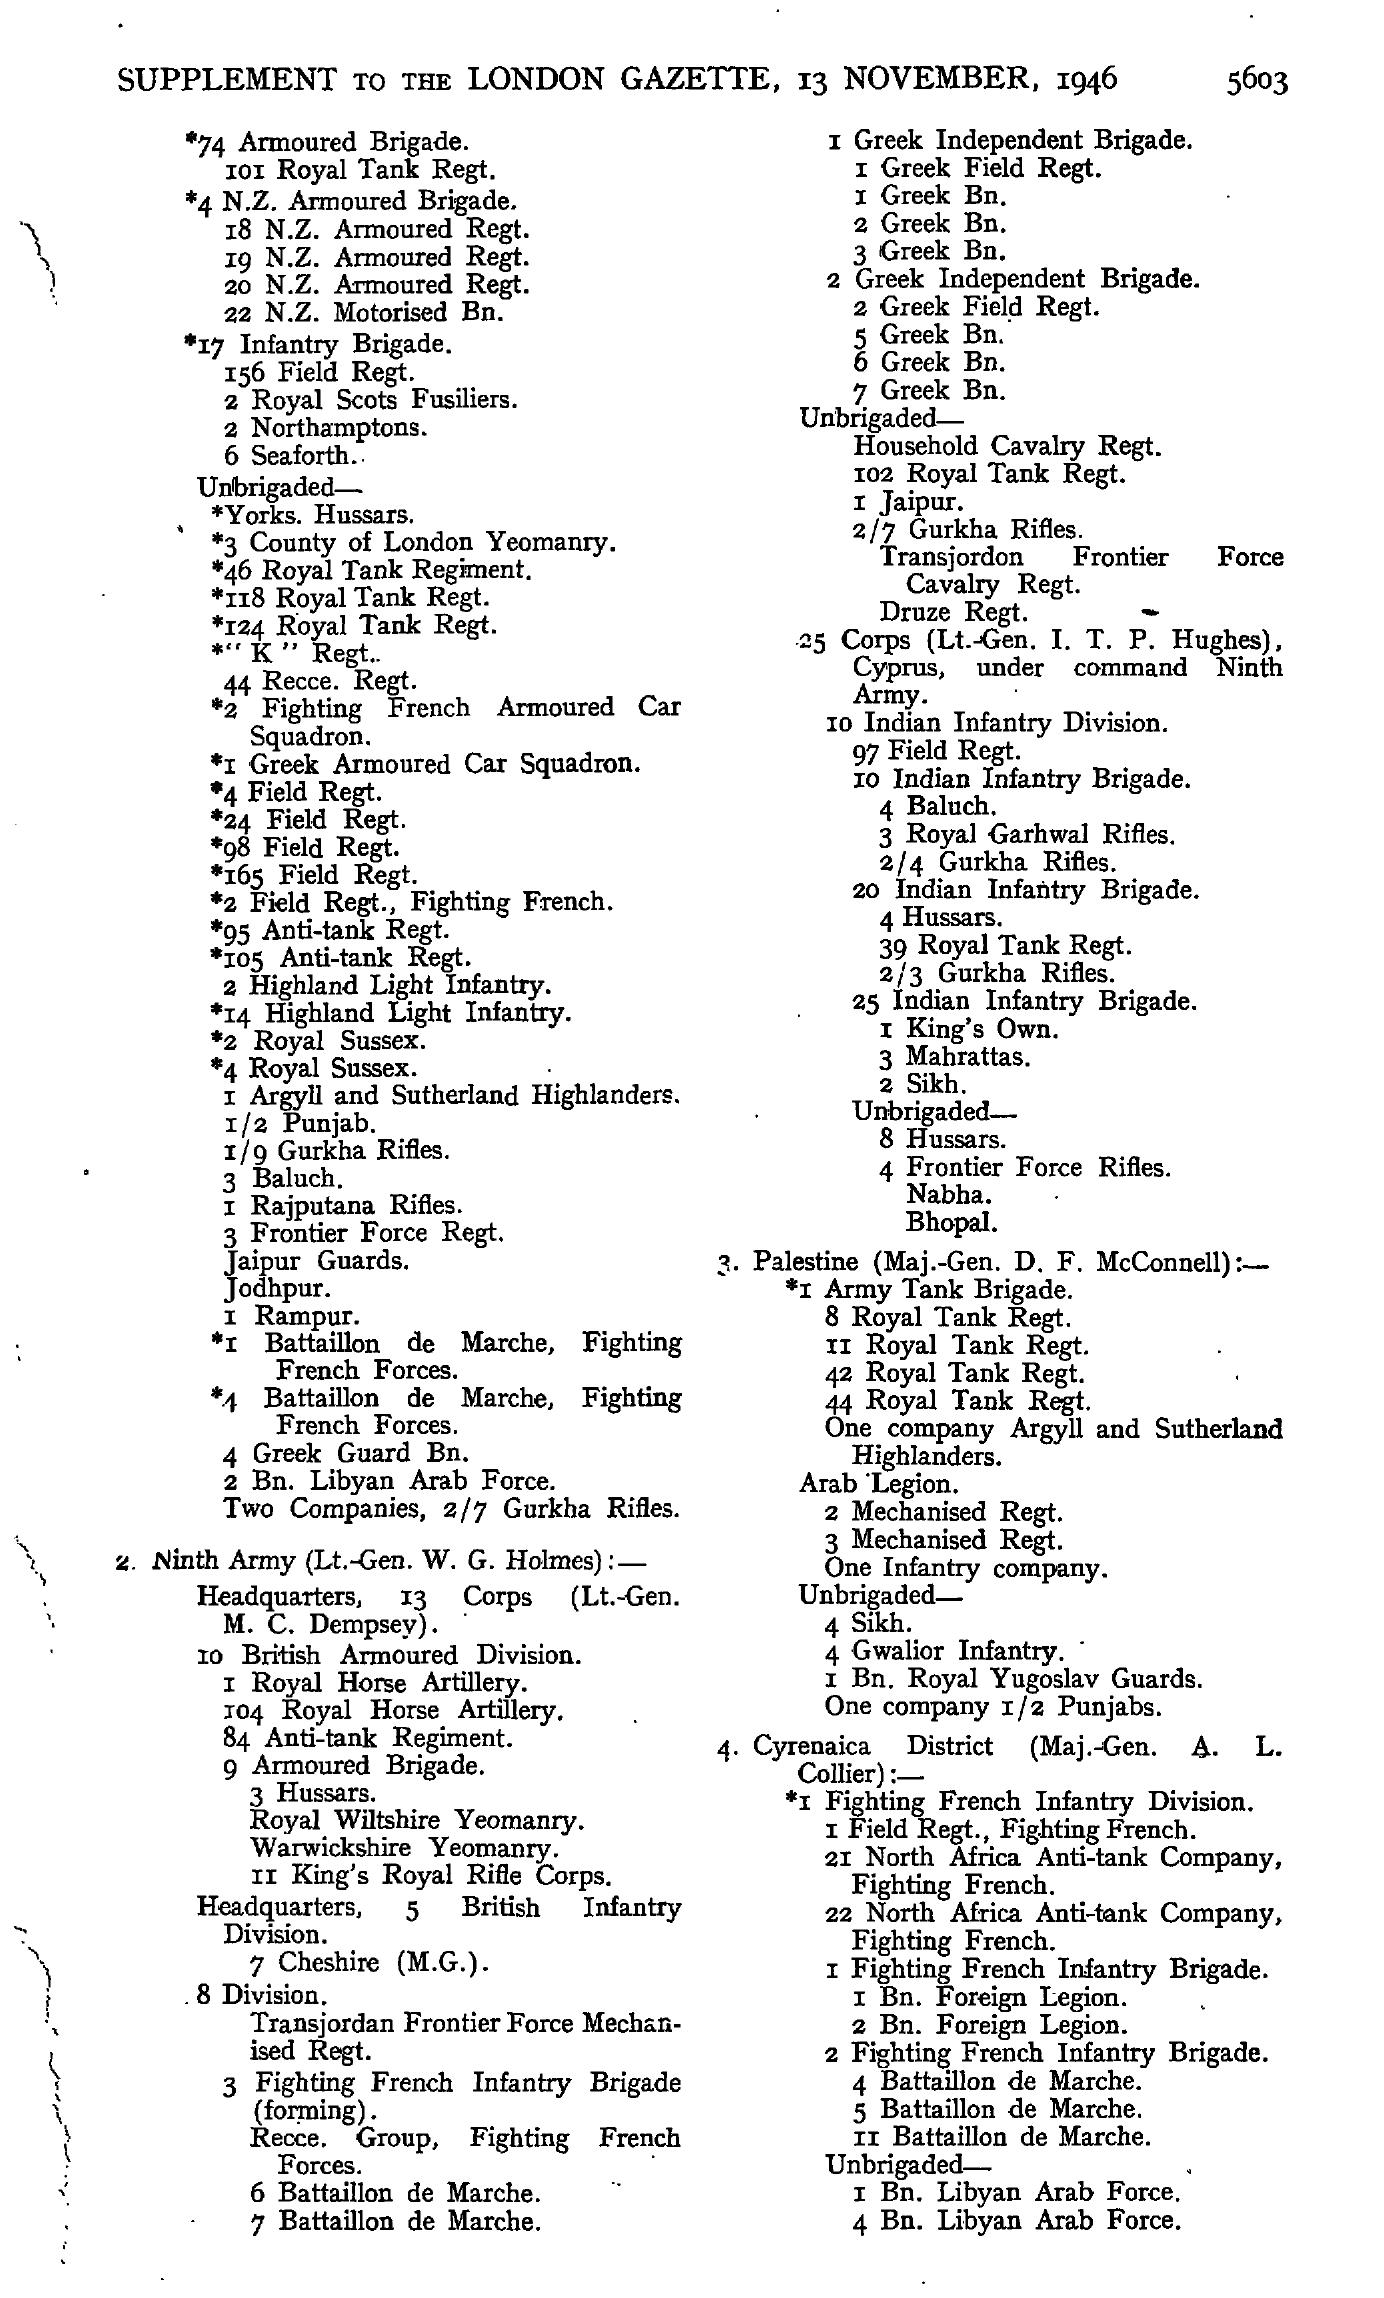 SUPPLEMENT TO THE LONDON GAZETTE, 13 NOVEMBER, 1946 5603
*74 Armoured Brigade.
101 Royal Tank Regt.
*4 N.Z. Armoured Brigade.
18 N.Z. Armoured Regt.
19 N.Z. Armoured Regt.
20 N.Z. Armoured Regt.
22 N.Z. Motorised Bn.
*17 Infantry Brigade.
156 Field Regt.
2 Royal Scots Fusiliers.
2 Northamptons.
6 Seaforth.
Unbrigaded—
*Yorks. Hussars.
*3 County of London Yeomanry.
*46 Royal Tank Regiment.
*118 Royal Tank Regt.
*124 Royal Tank Regt.
*" K " Regt..
44 Recce. Regt.
*2 Fighting French Armoured Car
Squadron.
*1 Greek Armoured Car Squadron.
*4 Field Regt.
*24 Field Regt.
*98 Field Regt.
*165 Field Regt.
*2 Field Regt., Fighting French.
*95 Anti-tank Regt.
*105 Anti-tank Regt.
2 Highland Light Infantry.
*14 Highland Light Infantry.
*2 Royal Sussex.
*4 Royal Sussex.
1 Argyll and Sutherland Highlanders.
1/2 Punjab.
1/9 Gurkha Rifles.
3 Baluch.
1 Rajputana Rifles.
3 Frontier Force Regt.
Jaipur Guards.
Jodhpur.
1 Rampur.
*1 Battaillon de Marche, Fighting
French Forces.
*4 Battaillon de Marche, Fighting
French Forces.
4 Greek Guard Bn.
2 Bn. Libyan Arab Force.
Two Companies, 2/7 Gurkha Rifles.
2. Ninth Army (Lt.-Gen. W. G. Holmes):—
Headquarters, 13 Corps (Lt.-Gen.
M. C. Dempsey).
10 British Armoured Division.
1 Royal Horse Artillery.
104 Royal Horse Artillery.
84 Anti-tank Regiment.
9 Armoured Brigade.
3 Hussars.
Royal Wiltshire Yeomanry.
Warwickshire Yeomanry.
11 King's Royal Rifle Corps.
Headquarters, 5 British Infantry
Division.
7 Cheshire (M.G.).
8 Division.
Transjordan Frontier Force Mechan-
ised Regt.
3 Fighting French Infantry Brigade
(forming).
Recce. Group, Fighting French
Forces.
6 Battaillon de Marche.
7 Battaillon de Marche.
1 Greek Independent Brigade.
1 Greek Field Regt.
1 Greek Bn.
2 Greek Bn.
3 Greek Bn.
2 Greek Independent Brigade.
2 Greek Field Regt.
5 Greek Bn.
6 Greek Bn.
7 Greek Bn.
Unbrigaded—
Household Cavalry Regt.
102 Royal Tank Regt.
1 Jaipur.
2/7 Gurkha Rifles.
Transjordon Frontier Force
Cavalry Regt.
Druze Regt.
25 Corps (Lt.-Gen. I. T. P. Hughes),
Cyprus, under command Ninth
Army.
10 Indian Infantry Division.
97 Field Regt.
10 Indian Infantry Brigade.
4 Baluch.
3 Royal Garhwal Rifles.
2/4 Gurkha Rifles.
20 Indian Infantry Brigade.
4 Hussars.
39 Royal Tank Regt.
2/3 Gurkha Rifles.
25 Indian Infantry Brigade.
1 King's Own.
3 Mahrattas.
2 Sikh.
Unbrigaded—
8 Hussars.
4 Frontier Force Rifles.
Nabha.
Bhopal.
3. Palestine (Maj.-Gen. D. F. McConnell):—
*1 Army Tank Brigade.
8 Royal Tank Regt.
11 Royal Tank Regt.
42 Royal Tank Regt.
44 Royal Tank Regt.
One company Argyll and Sutherland
Highlanders.
Arab Legion.
2 Mechanised Regt.
3 Mechanised Regt.
One Infantry company.
Unbrigaded—
4 Sikh.
4 Gwalior Infantry.
1 Bn. Royal Yugoslav Guards.
One company 1/2 Punjabs.
4. Cyrenaica District (Maj.-Gen. A. L.
Collier):—
*1 Fighting French Infantry Division.
1 Field Regt., Fighting French.
21 North Africa Anti-tank Company,
Fighting French.
22 North Africa Anti-tank Company,
Fighting French.
1 Fighting French Infantry Brigade.
1 Bn. Foreign Legion.
2 Bn. Foreign Legion.
2 Fighting French Infantry Brigade.
4 Battaillon de Marche.
5 Battaillon de Marche.
11 Battaillon de Marche.
Unbrigaded—
1 Bn. Libyan Arab Force.
4 Bn. Libyan Arab Force.